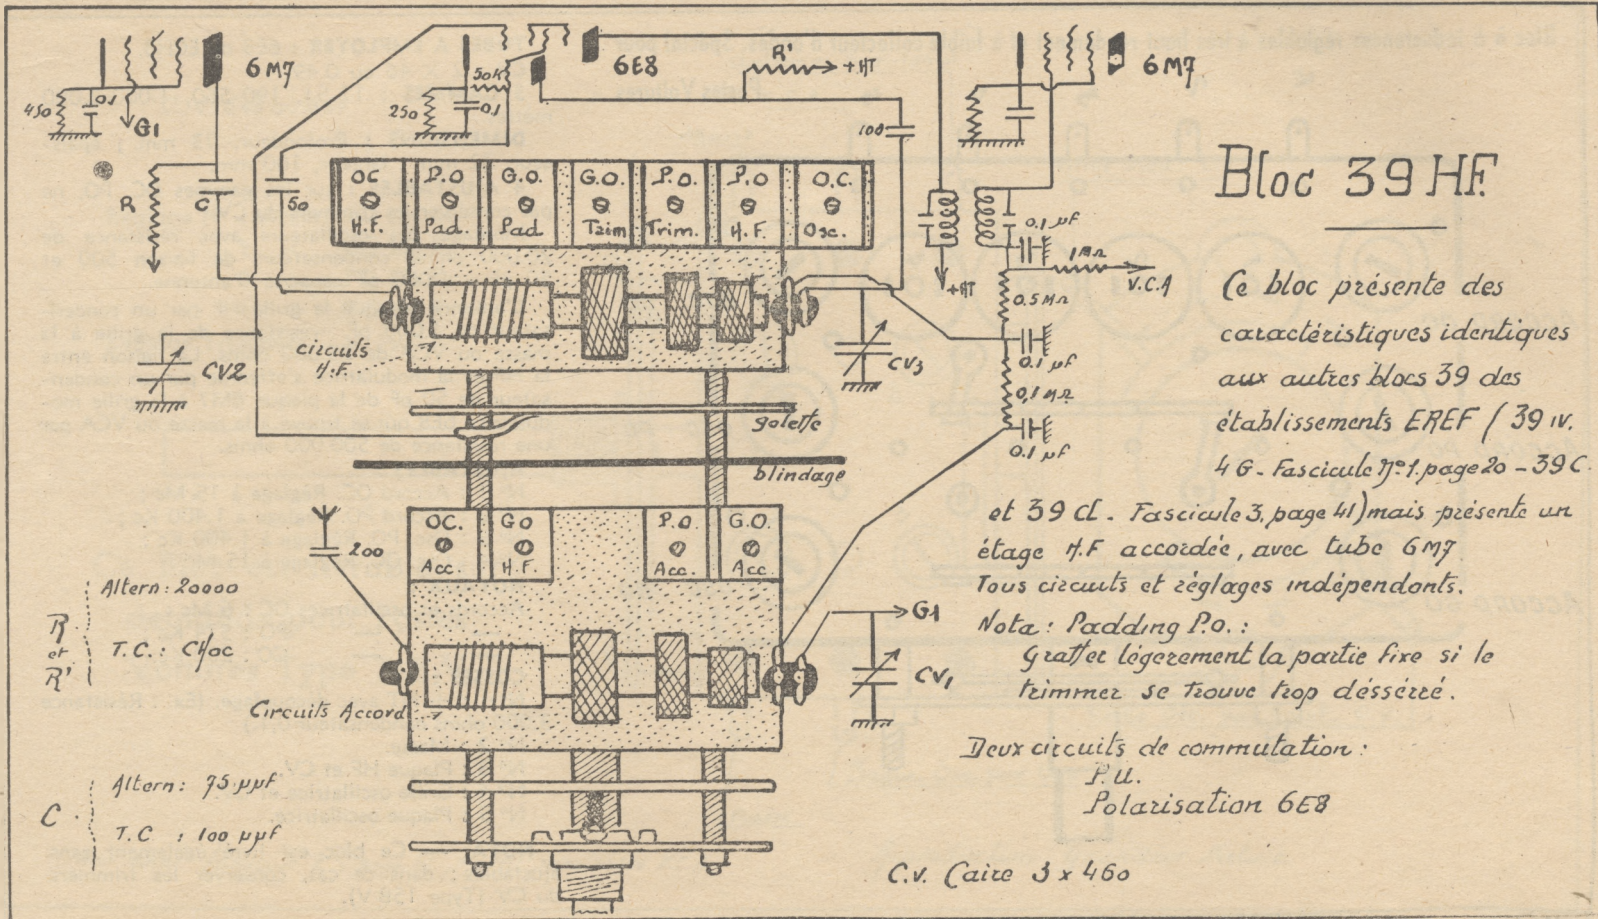 6M7
6E8
6M7
R'
+HT
50K
450
0.1
G1
250
0.1
100
R
C
50
OC H.F.
P.O Pad.
G.O. Pad
G.O. Trim
P.O. Trim.
P.O H.F.
O.C. Osc.
CV2
circuits
H.F.
CV3
+HT
0.1 µF
1MΩ
V.C.A
0.5 MΩ
0.1 µF
0,1 MΩ
0.1 µF
galette
blindage
200
OC. Acc.
G.O H.F.
P.O. Acc.
G.O. Acc.
G1
CV1
Circuits Accord
R et R'
Altern: 20000
T.C.: Choc
C
Altern: 75 µµF
T.C : 100 µµF
Bloc 39 HF.
Ce bloc présente des
caractéristiques identiques
aux autres blocs 39 des
établissements EREF ( 39 IV.
4 G - Fascicule N°1. page 20 - 39 C.
et 39 Cl. Fascicule 3, page 41) mais présente un
étage H.F accordée, avec tube 6M7
Tous circuits et réglages indépendants.
Nota: Padding P.O.:
Gratter légerement la partie fixe si le
trimmer se trouve trop désserré.
Deux circuits de commutation:
P.U.
Polarisation 6E8
C.V. Caire 3 x 460